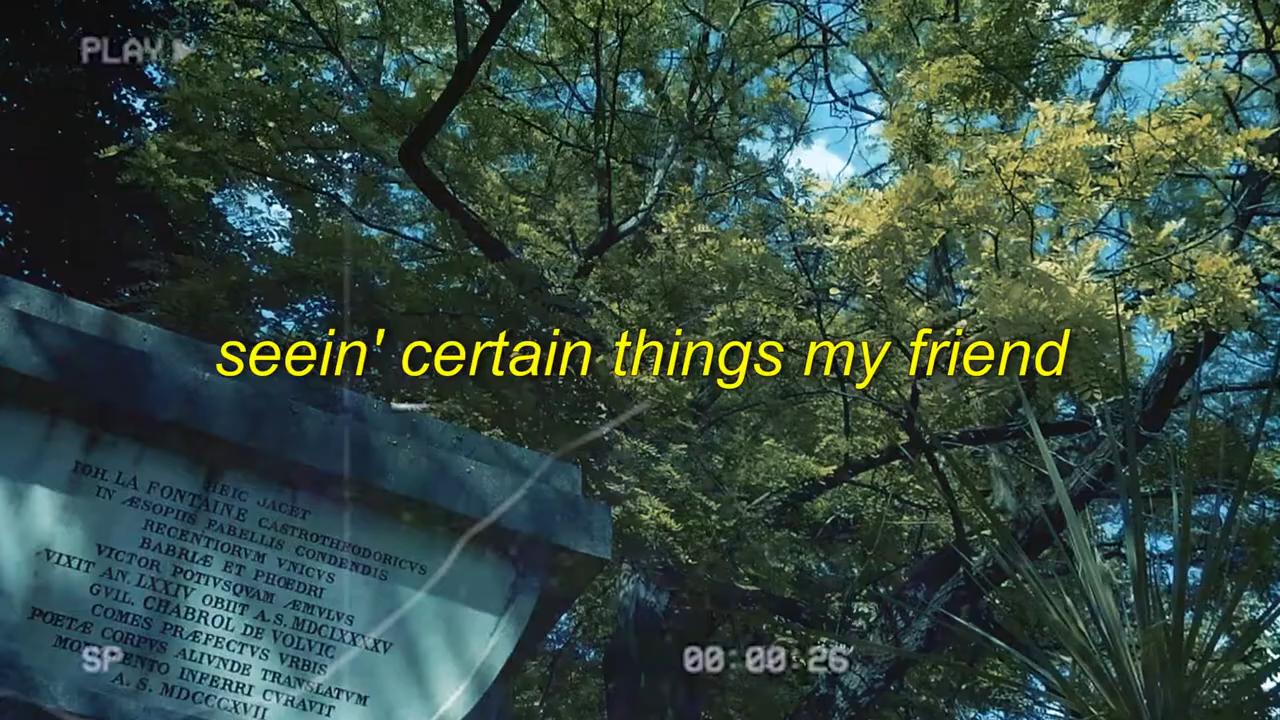 PLAY
seein' certain things my friend
HEIC JACET
IOH. LA FONTAINE CASTROTHEODORICVS
IN ÆSOPIIS FABELLIS CONDENDIS
RECENTIORVM VNICVS
BABRIÆ ET PHOEDRI
VICTOR POTIVSQVAM ÆMVLVS
VIXIT AN. LXXIV OBIIT A. S. MDCLXXXXV
GVIL. CHABROL DE VOLVIC
COMES PRÆFECTVS VRBIS
POETÆ CORPVS ALIVNDE TRANSLATVM
MONVMENTO INFERRI CVRAVIT
A. S. MDCCCXVII
SP
00:00:26